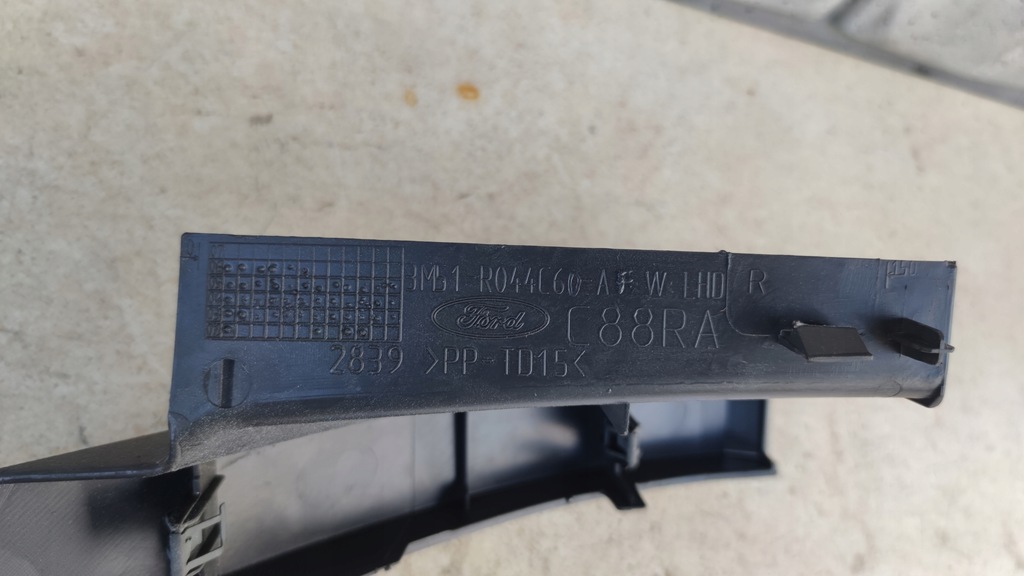 3M51-R044C60-A W LHD R
Ford C88RA
2839 >PP-TD15<